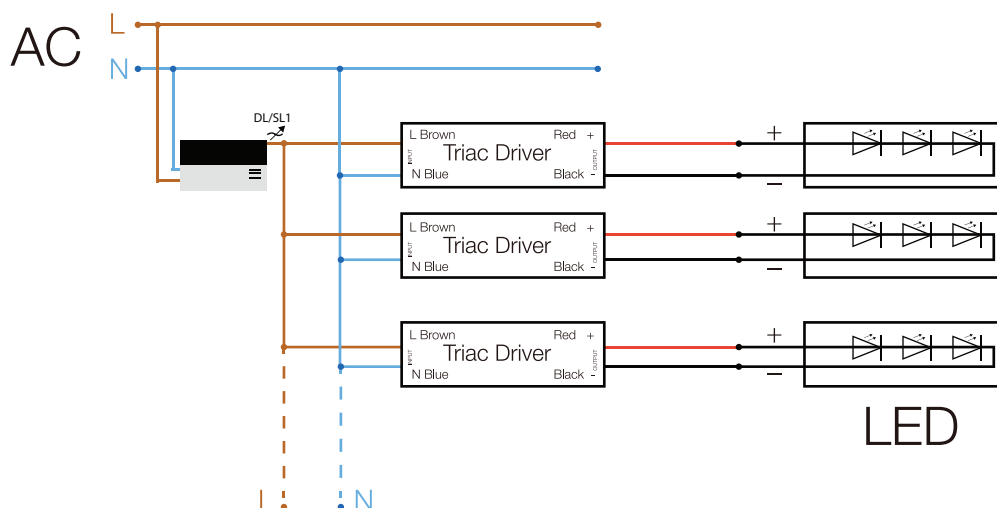 AC
L
N
DL/SL1
L Brown
Red +
INPUT
Triac Driver
OUTPUT
N Blue
Black -
+
−
L Brown
Red +
INPUT
Triac Driver
OUTPUT
N Blue
Black -
+
−
L Brown
Red +
INPUT
Triac Driver
OUTPUT
N Blue
Black -
+
−
LED
L
N